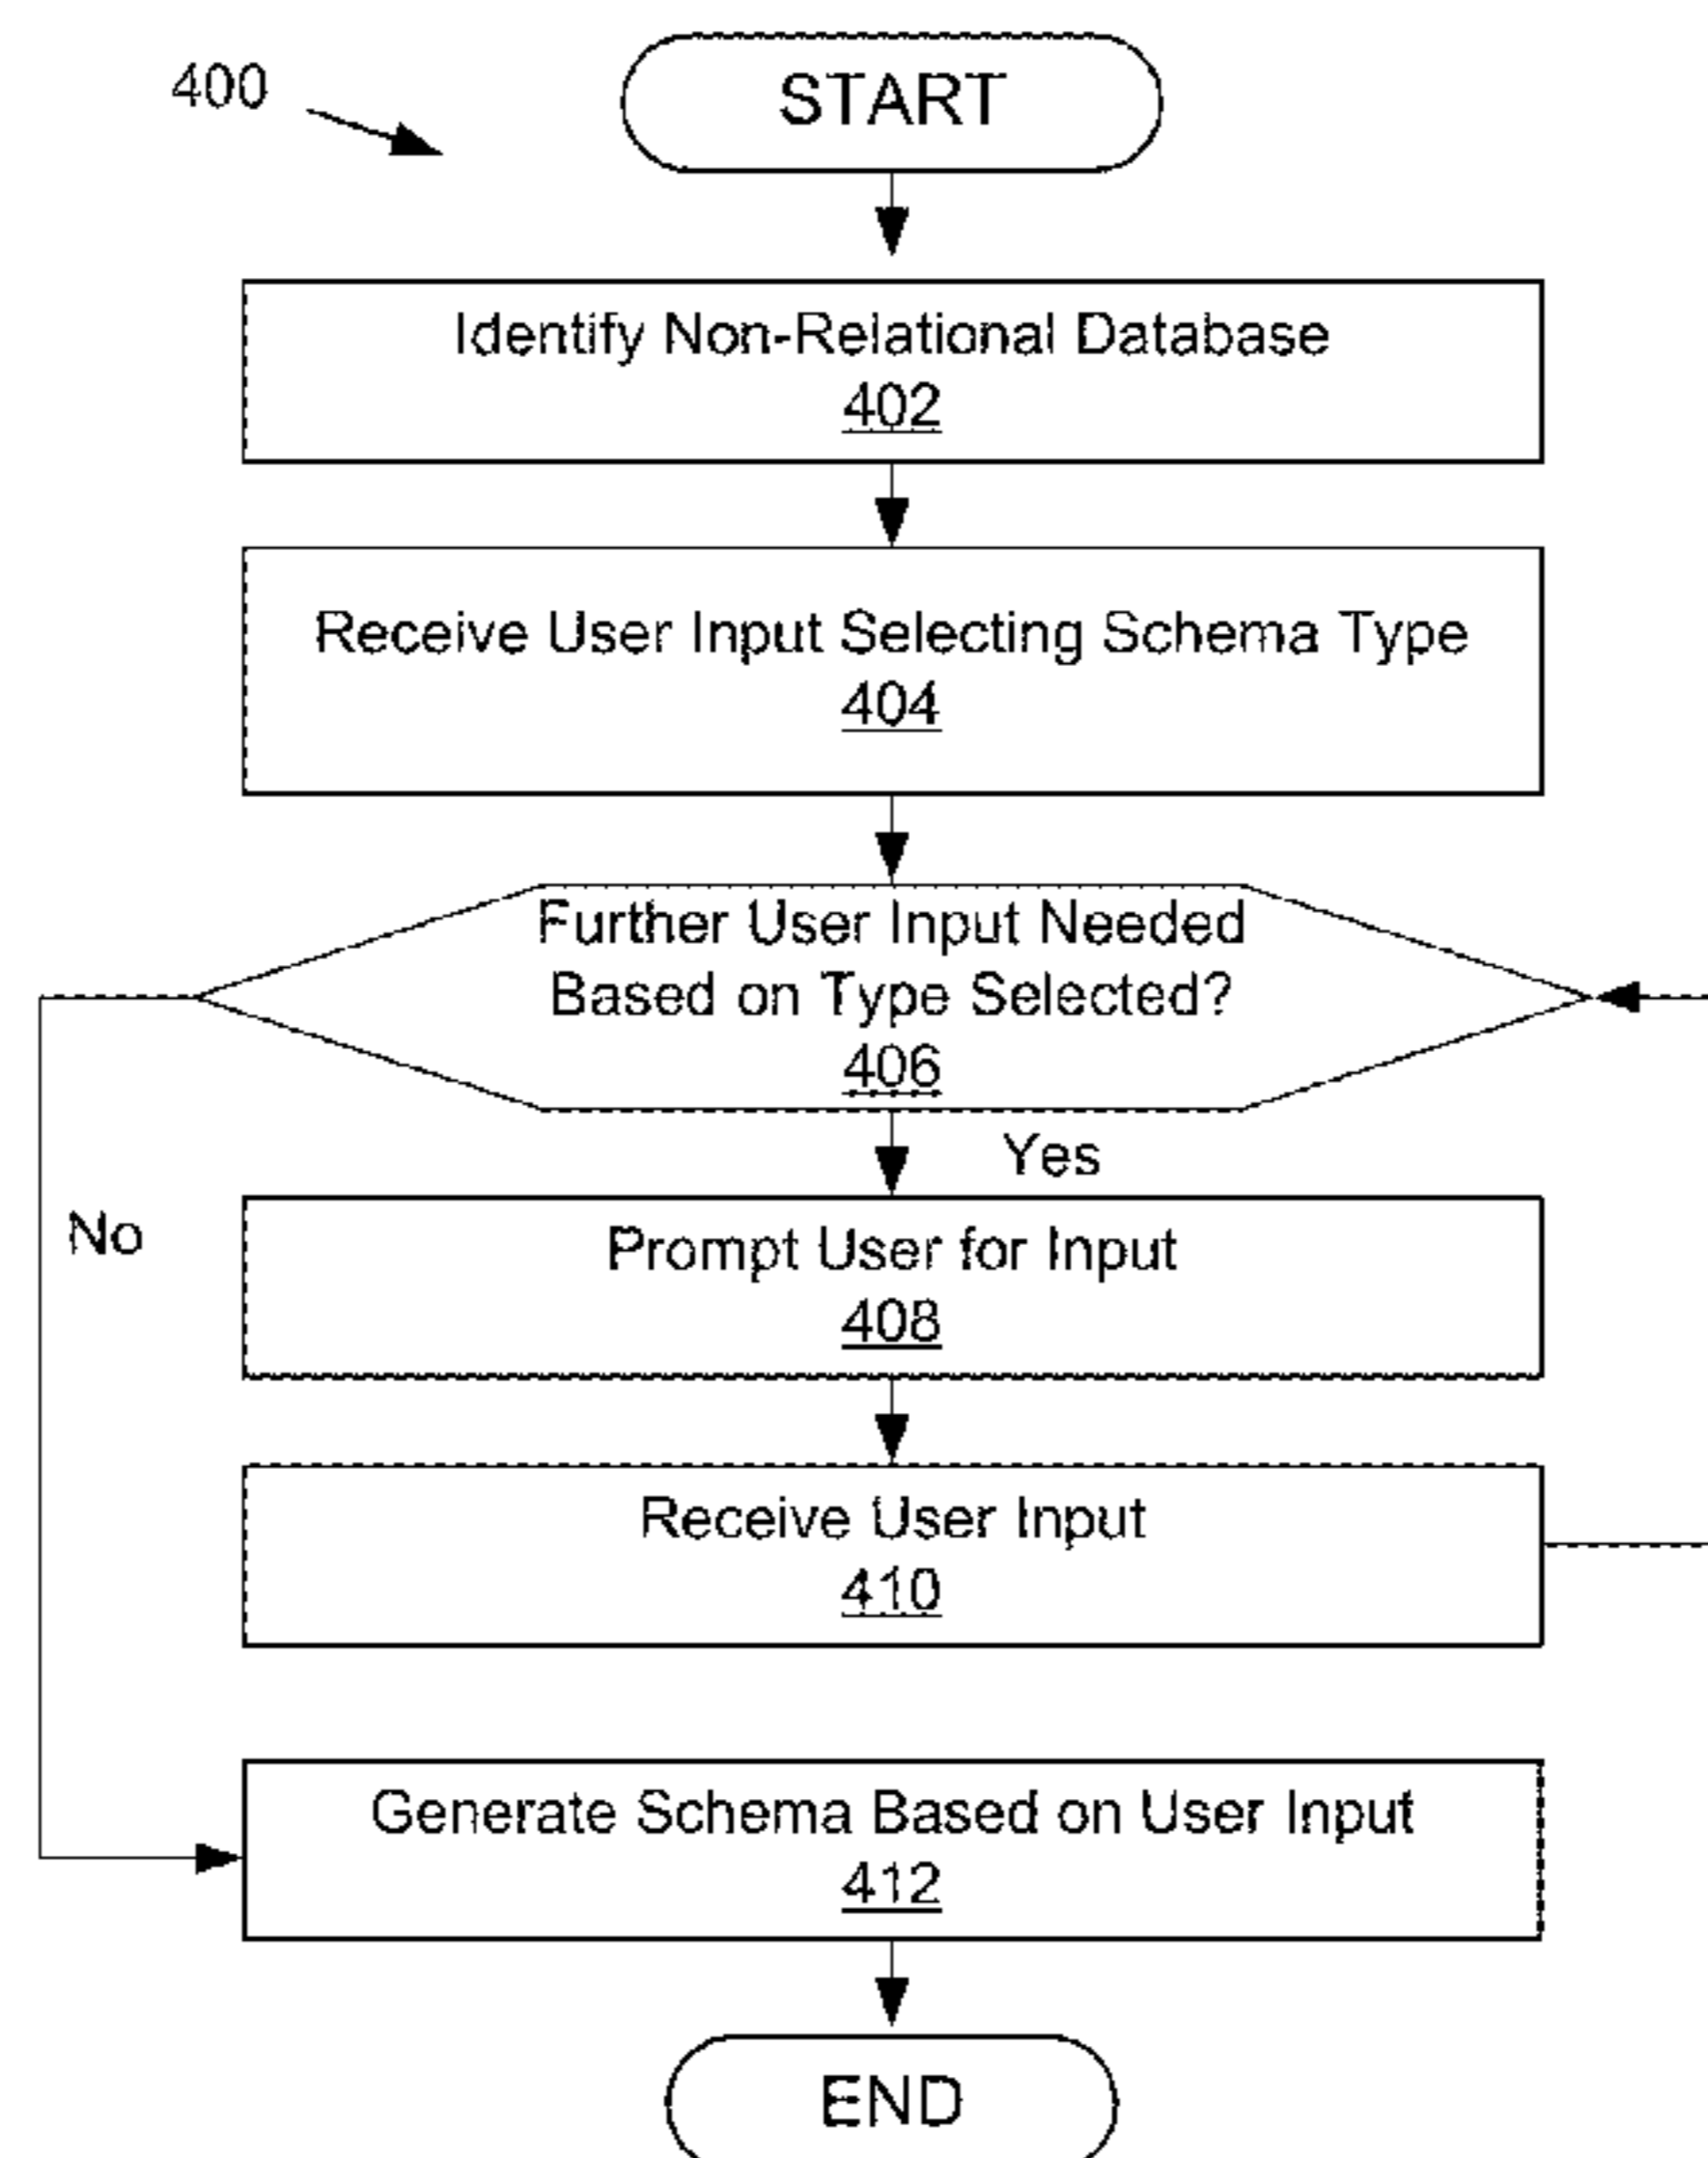 400
START
Identify Non-Relational Database
402
Receive User Input Selecting Schema Type
404
Further User Input Needed
Based on Type Selected?
406
Yes
No
Prompt User for Input
408
Receive User Input
410
Generate Schema Based on User Input
412
END